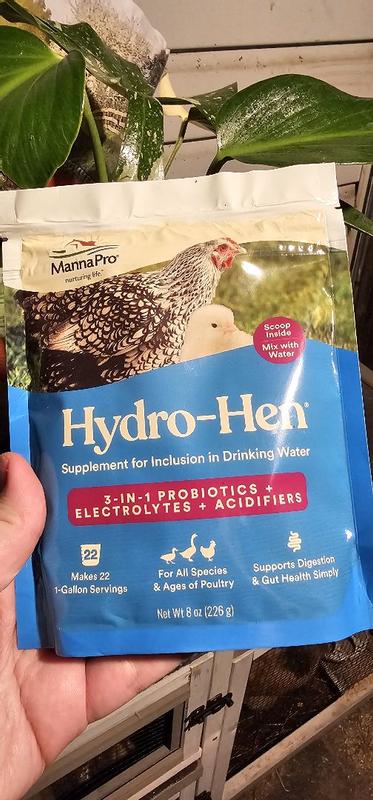 MannaPro®
nurturing life.™
Scoop
Inside
Mix with
Water
Hydro-Hen®
Supplement for Inclusion in Drinking Water
3-IN-1 PROBIOTICS +
ELECTROLYTES + ACIDIFIERS
22
Makes 22
1-Gallon Servings
For All Species
& Ages of Poultry
Supports Digestion
& Gut Health Simply
Net Wt 8 oz (226 g)